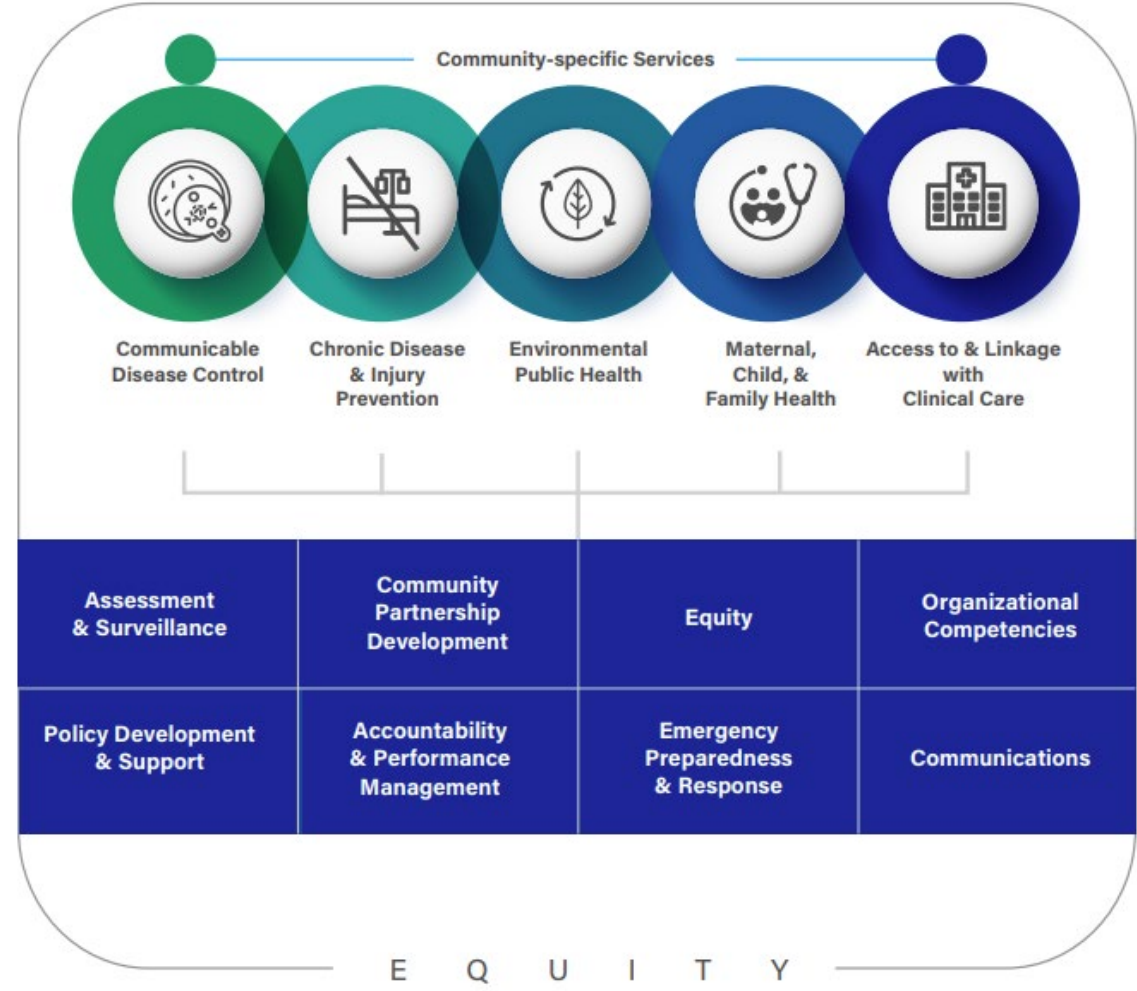 Community-specific Services
Communicable
Disease Control
Chronic Disease
& Injury
Prevention
Environmental
Public Health
Maternal,
Child, &
Family Health
Access to & Linkage
with
Clinical Care
Assessment
& Surveillance
Community
Partnership
Development
Equity
Organizational
Competencies
Policy Development
& Support
Accountability
& Performance
Management
Emergency
Preparedness
& Response
Communications
E Q U I T Y